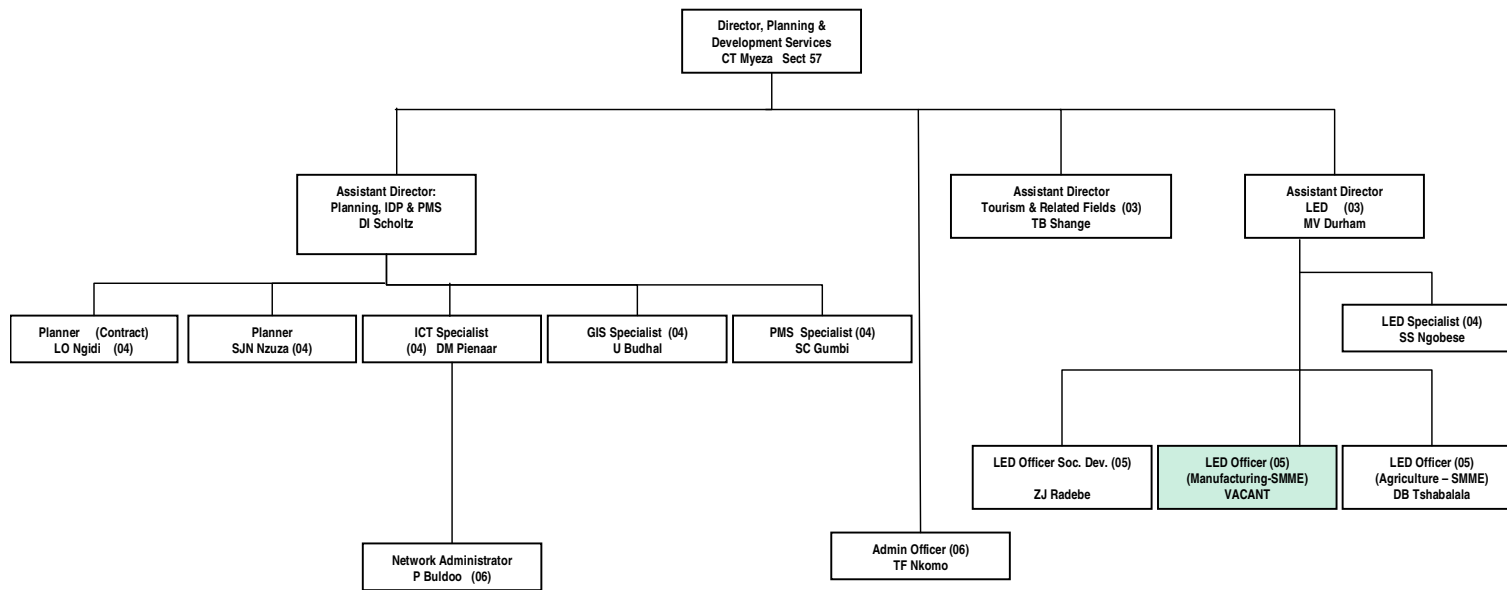 Director, Planning &
Development Services
CT Myeza Sect 57
Assistant Director:
Planning, IDP & PMS
DI Scholtz
Assistant Director
Tourism & Related Fields (03)
TB Shange
Assistant Director
LED (03)
MV Durham
Planner (Contract)
LO Ngidi (04)
Planner
SJN Nzuza (04)
ICT Specialist
(04) DM Pienaar
GIS Specialist (04)
U Budhal
PMS Specialist (04)
SC Gumbi
LED Specialist (04)
SS Ngobese
LED Officer Soc. Dev. (05)
ZJ Radebe
LED Officer (05)
(Manufacturing-SMME)
VACANT
LED Officer (05)
(Agriculture – SMME)
DB Tshabalala
Network Administrator
P Buldoo (06)
Admin Officer (06)
TF Nkomo